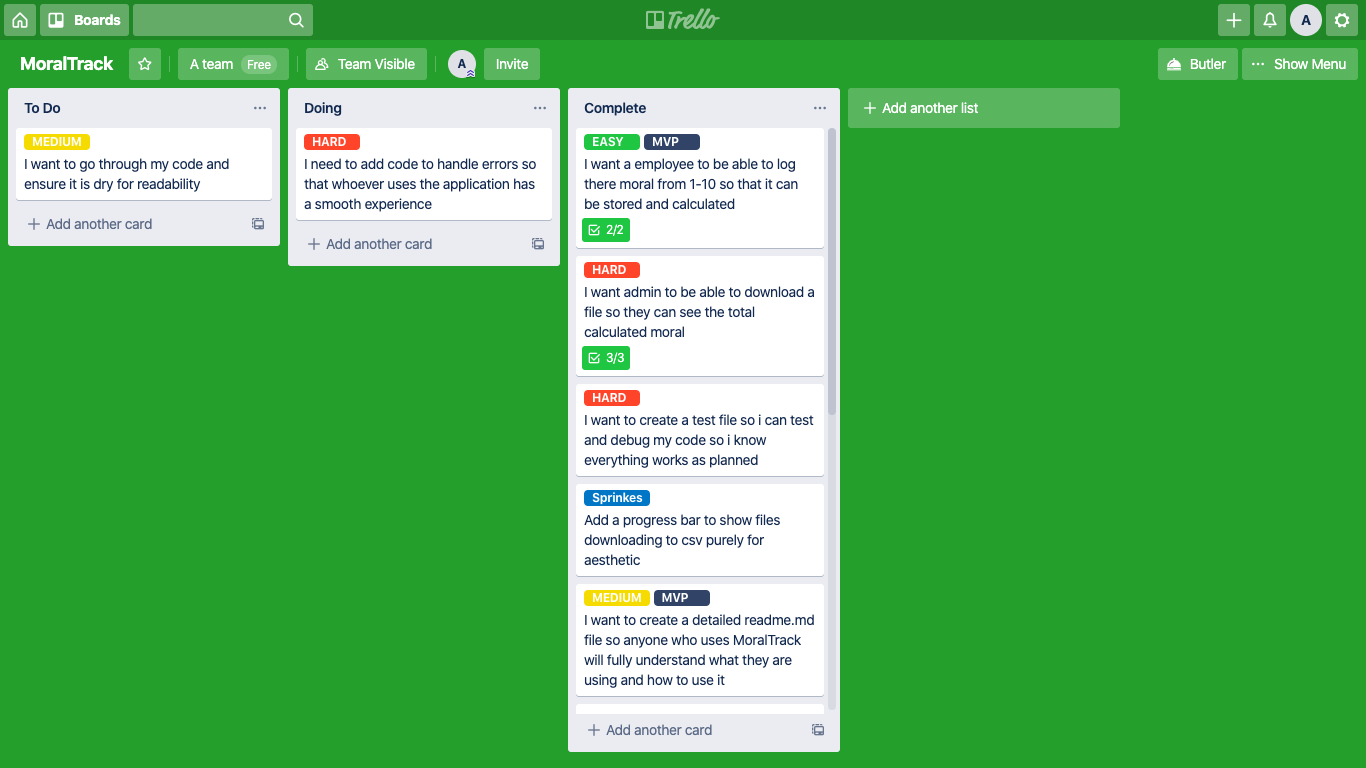 Boards
Trello
A
MoralTrack
A team Free
Team Visible
A
Invite
Butler
Show Menu
To Do
MEDIUM
I want to go through my code and
ensure it is dry for readability
Add another card
Doing
HARD
I need to add code to handle errors so
that whoever uses the application has
a smooth experience
Add another card
Complete
EASY MVP
I want a employee to be able to log
there moral from 1-10 so that it can
be stored and calculated
2/2
HARD
I want admin to be able to download a
file so they can see the total
calculated moral
3/3
HARD
I want to create a test file so i can test
and debug my code so i know
everything works as planned
Sprinkes
Add a progress bar to show files
downloading to csv purely for
aesthetic
MEDIUM MVP
I want to create a detailed readme.md
file so anyone who uses MoralTrack
will fully understand what they are
using and how to use it
Add another card
Add another list